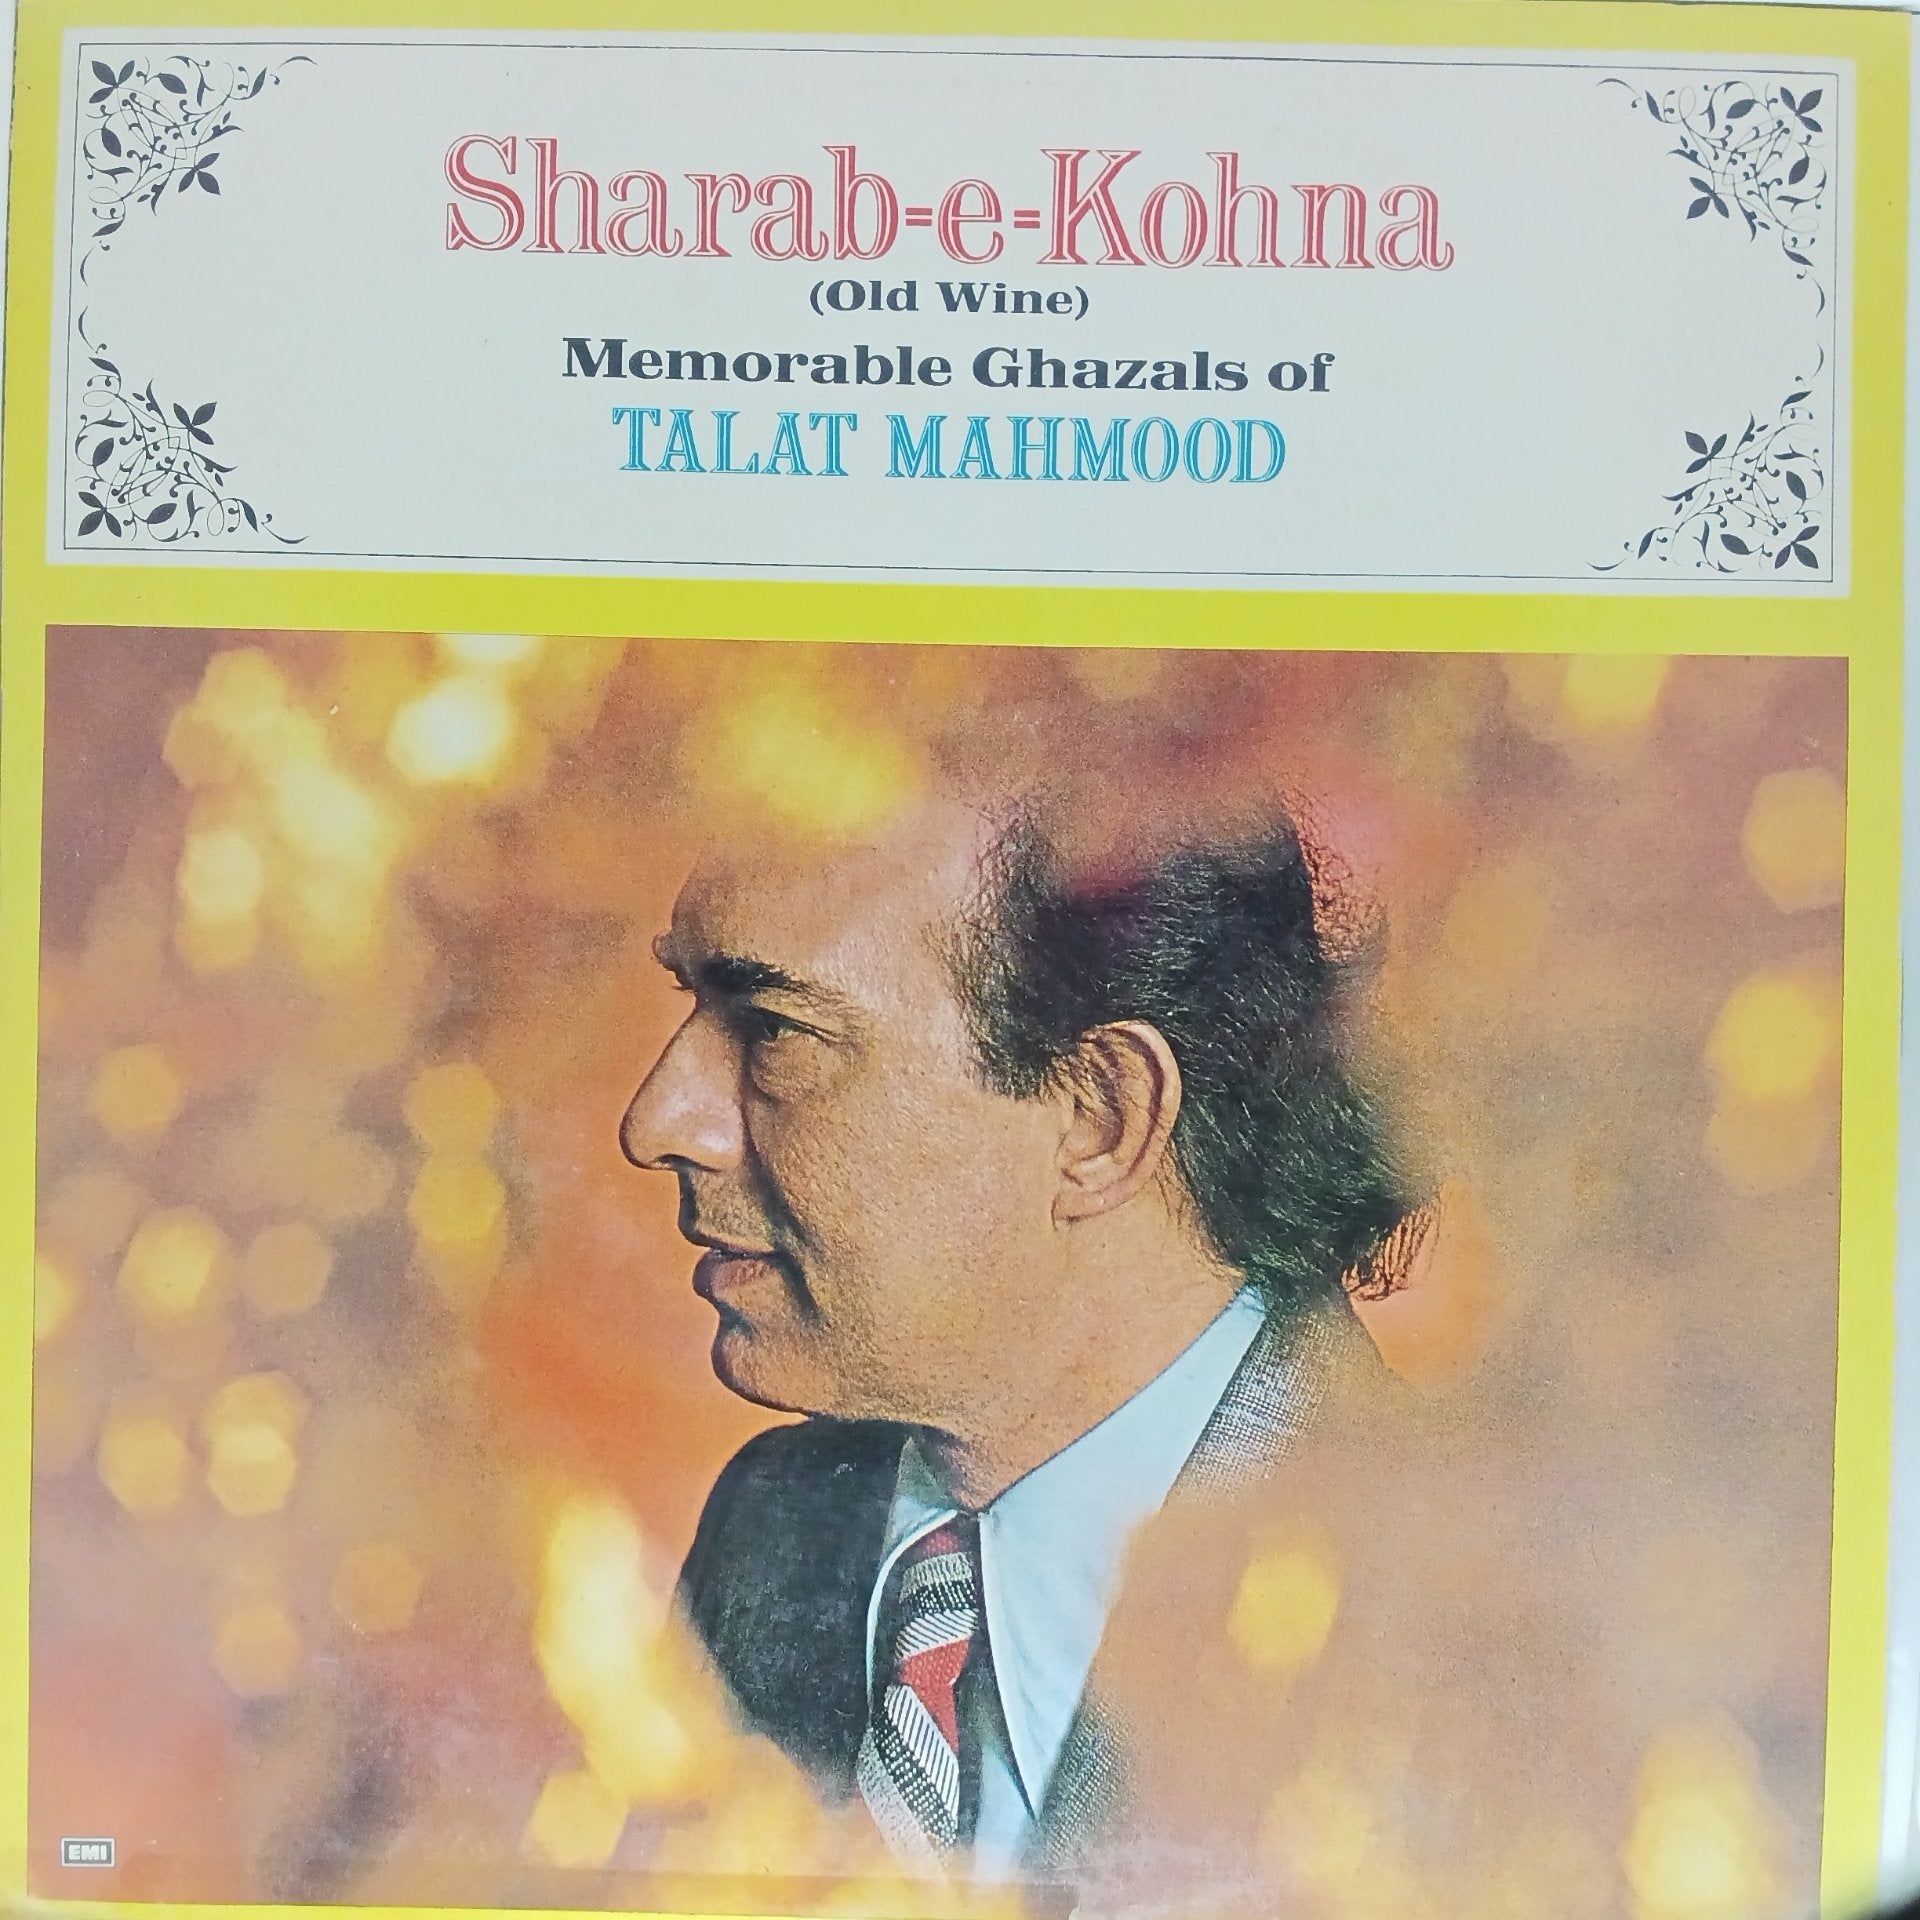 Sharab=e=Kohna
(Old Wine)
Memorable Ghazals of
TALAT MAHMOOD
EMI